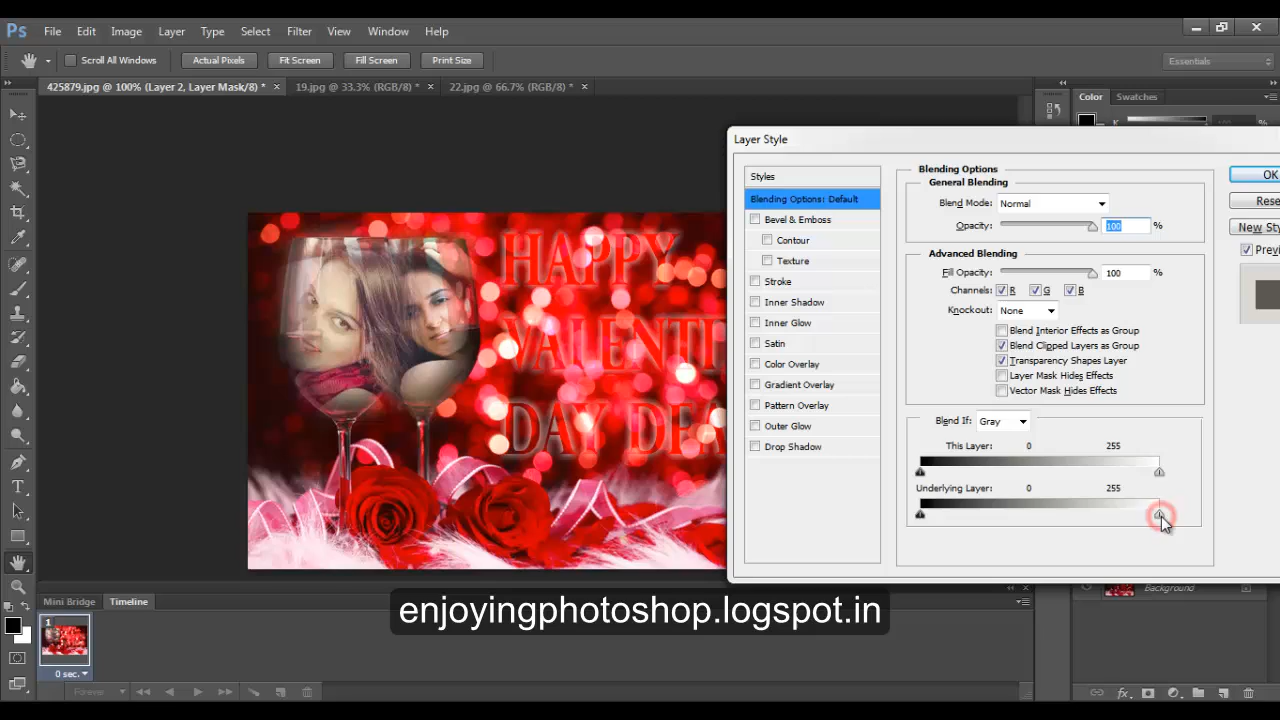 Ps File Edit Image Layer Type Select Filter View Window Help
Scroll All Windows Actual Pixels Fit Screen Fill Screen Print Size Essentials
425879.jpg @ 100% (Layer 2, Layer Mask/8) * × 19.jpg @ 33.3% (RGB/8) * × 22.jpg @ 66.7% (RGB/8) * ×
Color Swatches
K 100 %
Layer Style
Styles
Blending Options: Default
Bevel & Emboss
Contour
Texture
Stroke
Inner Shadow
Inner Glow
Satin
Color Overlay
Gradient Overlay
Pattern Overlay
Outer Glow
Drop Shadow
Blending Options
General Blending
Blend Mode: Normal
Opacity: 100 %
Advanced Blending
Fill Opacity: 100 %
Channels: R G B
Knockout: None
Blend Interior Effects as Group
Blend Clipped Layers as Group
Transparency Shapes Layer
Layer Mask Hides Effects
Vector Mask Hides Effects
Blend If: Gray
This Layer: 0 255
Underlying Layer: 0 255
OK
Rese
New Sty
Previ
HAPPY
VALENTI
DAY DEA
Background
Mini Bridge Timeline
enjoyingphotoshop.logspot.in
1
0 sec.
Forever